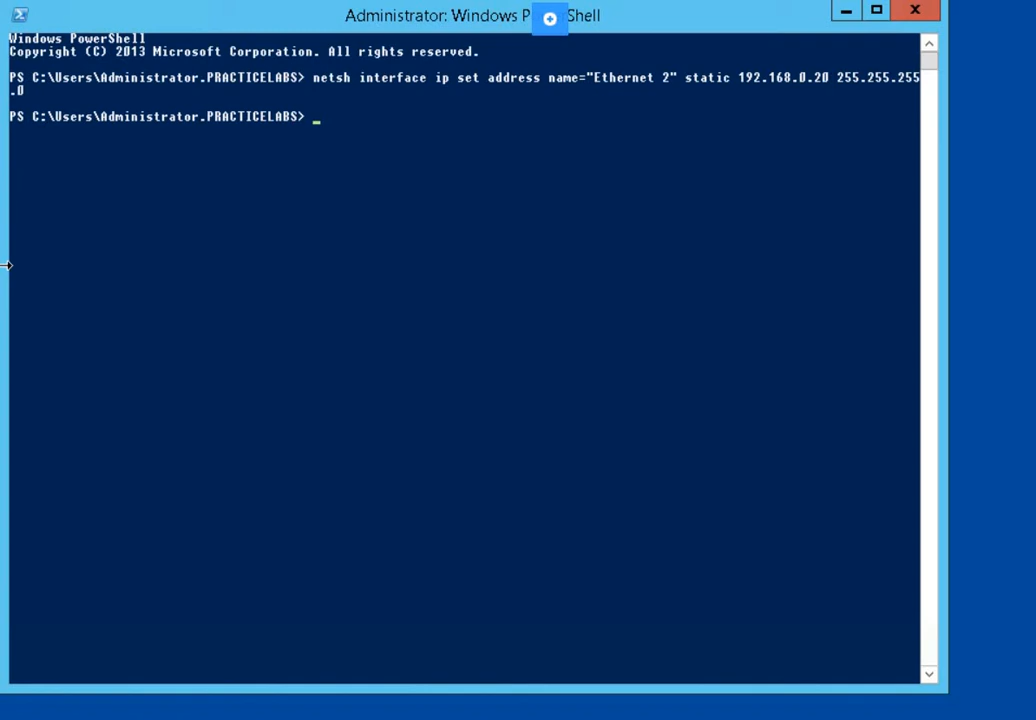 Administrator: Windows P Shell
Windows PowerShell
Copyright (C) 2013 Microsoft Corporation. All rights reserved.
PS C:\Users\Administrator.PRACTICELABS> netsh interface ip set address name="Ethernet 2" static 192.168.0.20 255.255.255
.0
PS C:\Users\Administrator.PRACTICELABS> _